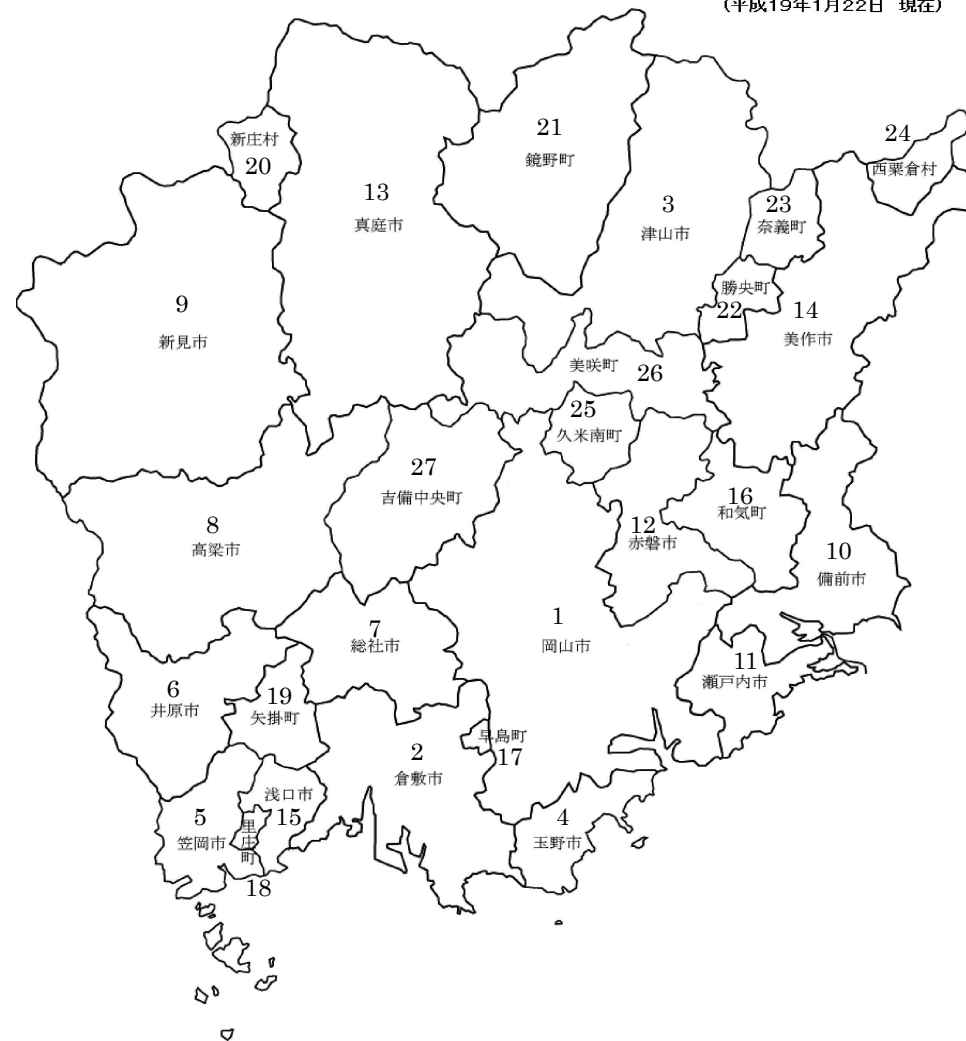 (平成19年1月22日 現在)
21
鏡野町
24
西粟倉村
新庄村
20
13
真庭市
3
津山市
23
奈義町
9
新見市
勝央町
22
14
美作市
美咲町
26
25
久米南町
27
吉備中央町
16
和気町
8
高梁市
12
赤磐市
10
備前市
1
岡山市
7
総社市
11
瀬戸内市
6
井原市
19
矢掛町
早島町
17
2
倉敷市
浅口市
15
5
笠岡市
里庄町
18
4
玉野市